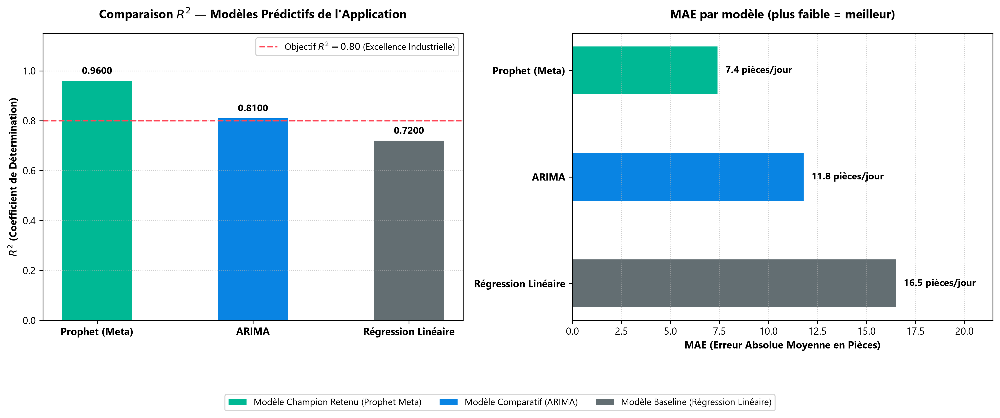 Comparaison R² — Modèles Prédictifs de l'Application
Objectif R² = 0.80 (Excellence Industrielle)
R² (Coefficient de Détermination)
1.0
0.8
0.6
0.4
0.2
0.0
0.9600
0.8100
0.7200
Prophet (Meta)
ARIMA
Régression Linéaire
MAE par modèle (plus faible = meilleur)
Prophet (Meta)
7.4 pièces/jour
ARIMA
11.8 pièces/jour
Régression Linéaire
16.5 pièces/jour
0.0 2.5 5.0 7.5 10.0 12.5 15.0 17.5 20.0
MAE (Erreur Absolue Moyenne en Pièces)
Modèle Champion Retenu (Prophet Meta)
Modèle Comparatif (ARIMA)
Modèle Baseline (Régression Linéaire)